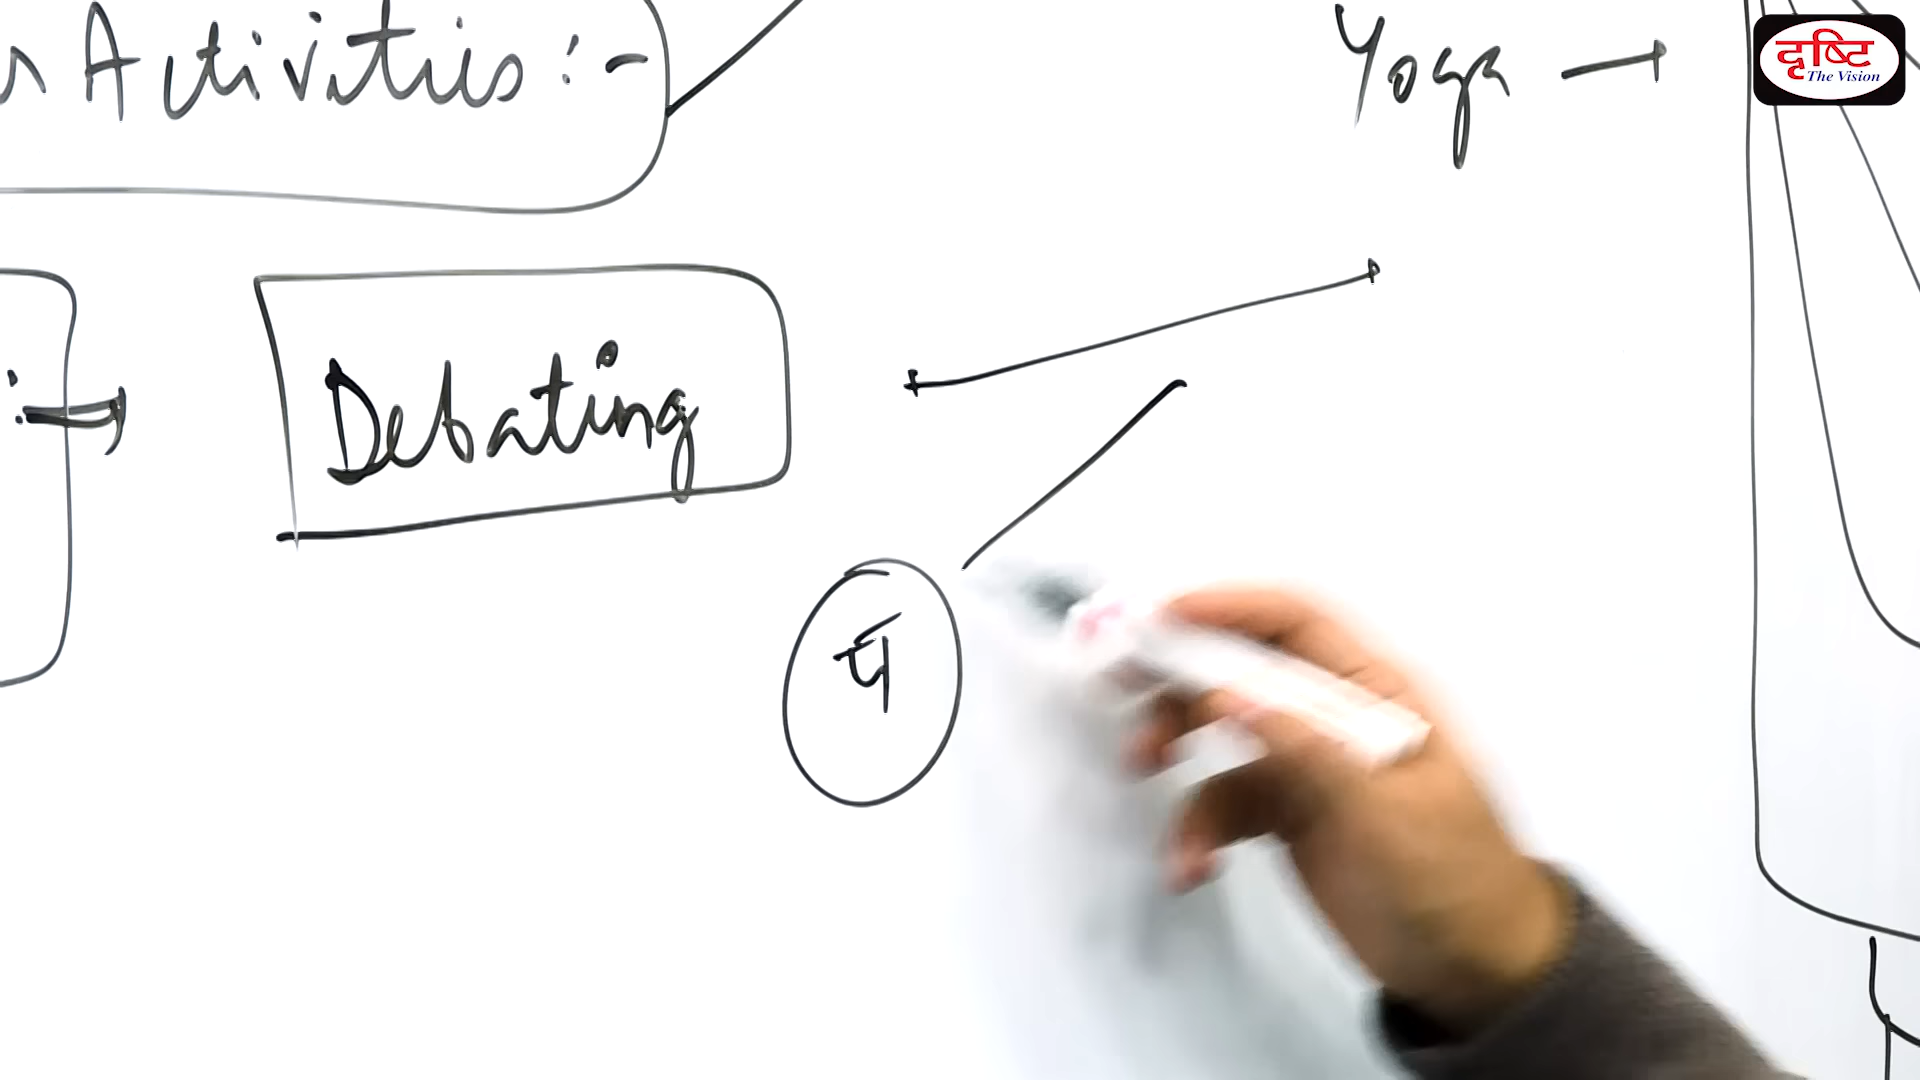 Activities :-
Yoga →
दृष्टि
The Vision
: →
Debating
प